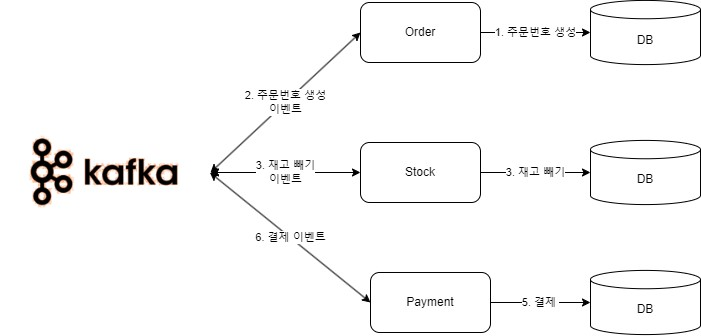 Order
1. 주문번호 생성
DB
2. 주문번호 생성
이벤트
kafka
3. 재고 빼기
이벤트
Stock
3. 재고 빼기
DB
6. 결제 이벤트
Payment
5. 결제
DB